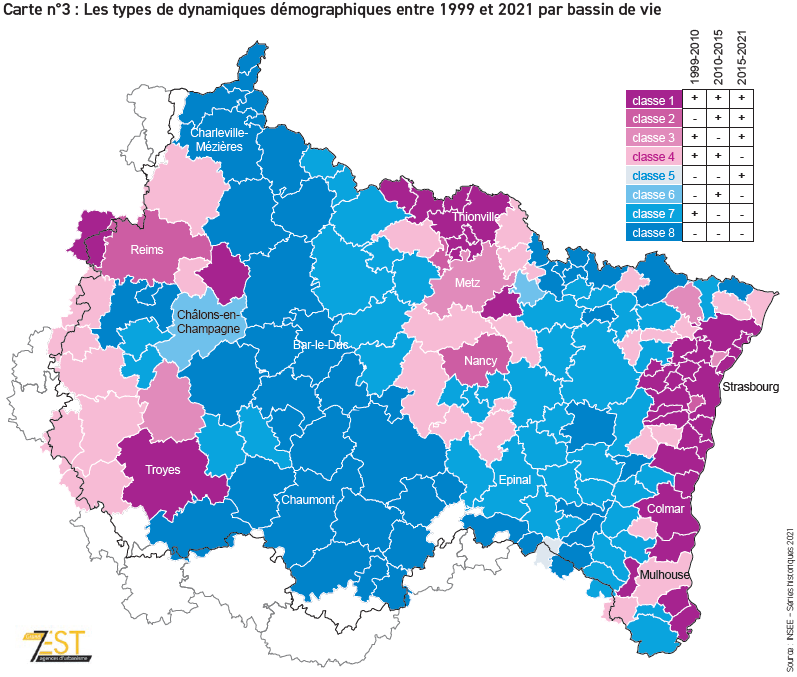 Carte n°3 : Les types de dynamiques démographiques entre 1999 et 2021 par bassin de vie
1999-2010
2010-2015
2015-2021
classe 1 + + +
classe 2 - + +
classe 3 + - +
classe 4 + + -
classe 5 - - +
classe 6 - + -
classe 7 + - -
classe 8 - - -
Charleville-
Mézières
Thionville
Reims
Metz
Châlons-en-
Champagne
Bar-le-Duc
Nancy
Strasbourg
Troyes
Epinal
Chaumont
Colmar
Mulhouse
7EST
agences d'urbanisme
Source : INSEE - Séries historiques 2021